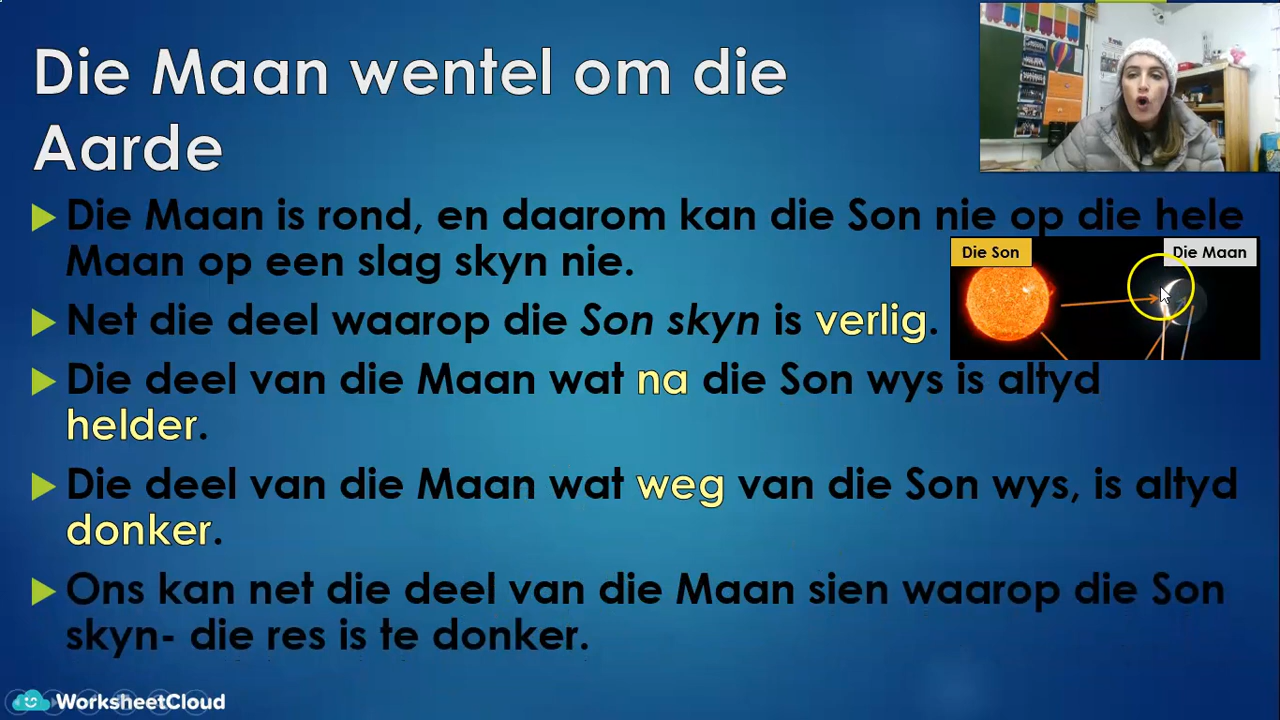 Die Maan wentel om die
Aarde
Die Maan is rond, en daarom kan die Son nie op die hele
Maan op een slag skyn nie.
Die Son
Die Maan
Net die deel waarop die Son skyn is verlig.
Die deel van die Maan wat na die Son wys is altyd
helder.
Die deel van die Maan wat weg van die Son wys, is altyd
donker.
Ons kan net die deel van die Maan sien waarop die Son
skyn- die res is te donker.
WorksheetCloud